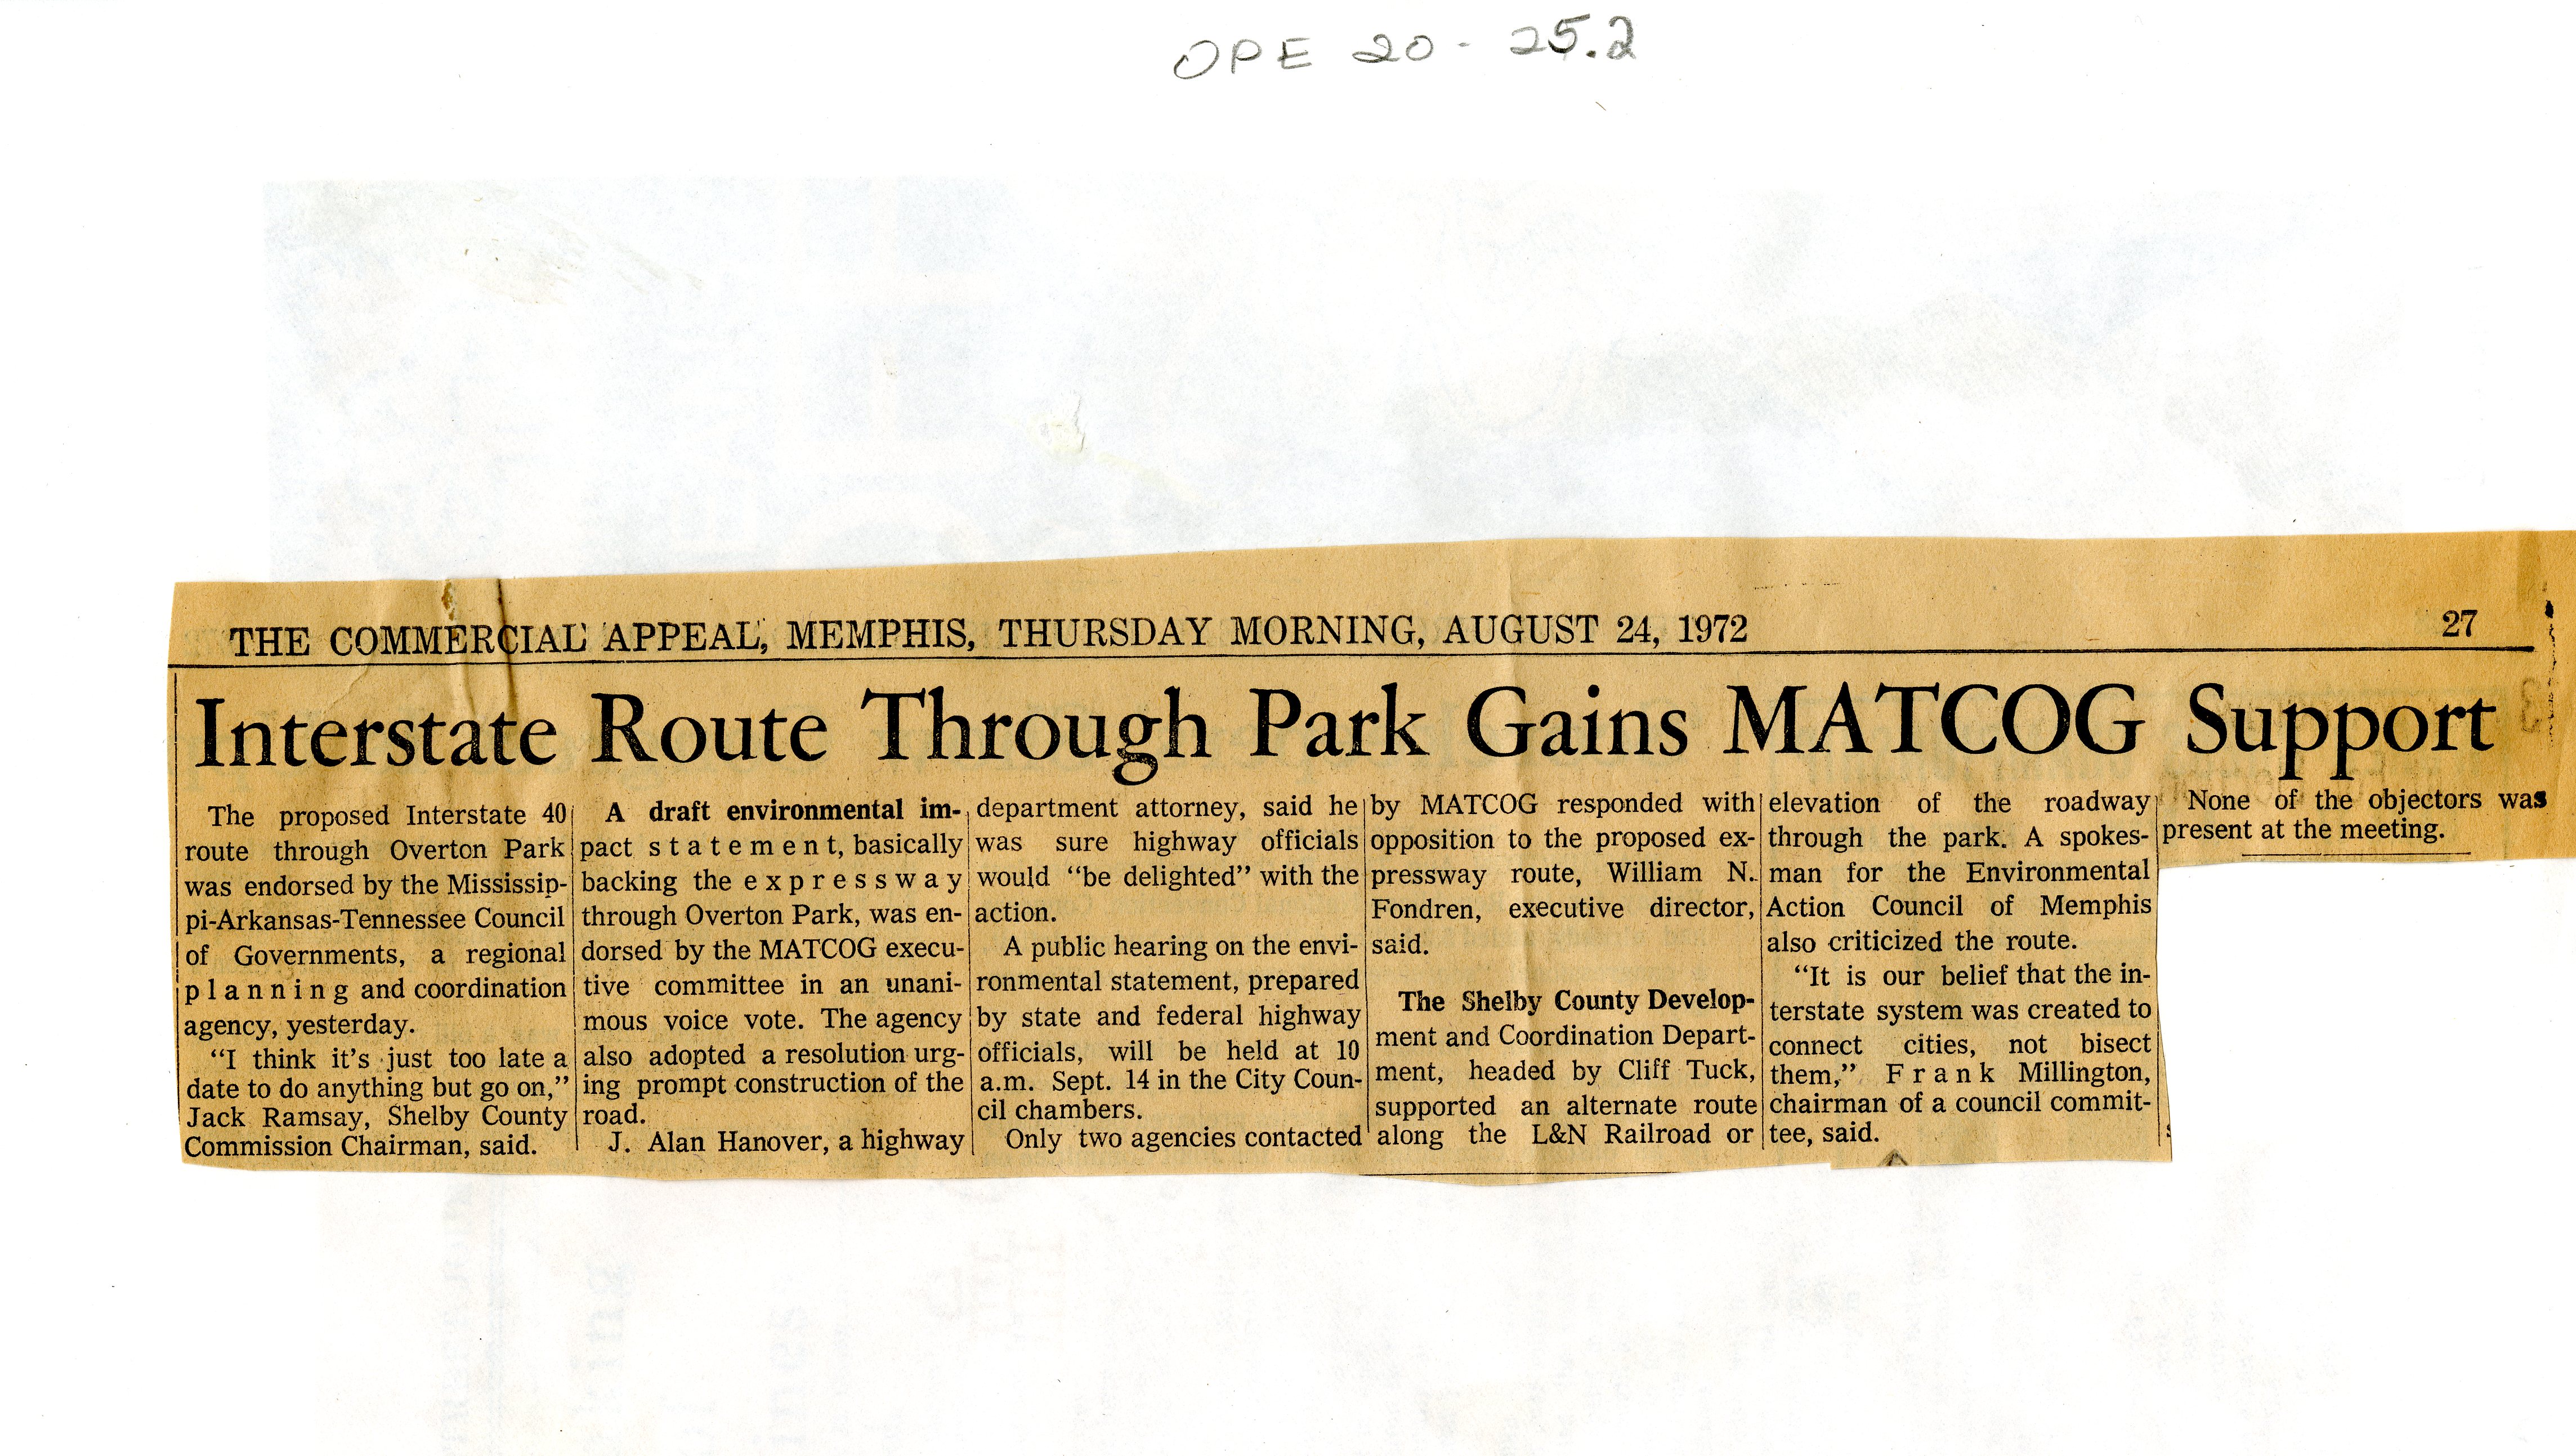 OPE 20-25.2
THE COMMERCIAL APPEAL, MEMPHIS, THURSDAY MORNING, AUGUST 24, 1972 27
Interstate Route Through Park Gains MATCOG Support
The proposed Interstate 40
route through Overton Park
was endorsed by the Mississip-
pi-Arkansas-Tennessee Council
of Governments, a regional
planning and coordination
agency, yesterday.
“I think it’s just too late a
date to do anything but go on,”
Jack Ramsay, Shelby County
Commission Chairman, said.
A draft environmental im-
pact statement, basically
backing the expressway
through Overton Park, was en-
dorsed by the MATCOG execu-
tive committee in an unani-
mous voice vote. The agency
also adopted a resolution urg-
ing prompt construction of the
road.
J. Alan Hanover, a highway
department attorney, said he
was sure highway officials
would “be delighted” with the
action.
A public hearing on the envi-
ronmental statement, prepared
by state and federal highway
officials, will be held at 10
a.m. Sept. 14 in the City Coun-
cil chambers.
Only two agencies contacted
by MATCOG responded with
opposition to the proposed ex-
pressway route, William N.
Fondren, executive director,
said.
The Shelby County Develop-
ment and Coordination Depart-
ment, headed by Cliff Tuck,
supported an alternate route
along the L&N Railroad or
elevation of the roadway
through the park. A spokes-
man for the Environmental
Action Council of Memphis
also criticized the route.
“It is our belief that the in-
terstate system was created to
connect cities, not bisect
them,” Frank Millington,
chairman of a council commit-
tee, said.
None of the objectors was
present at the meeting.